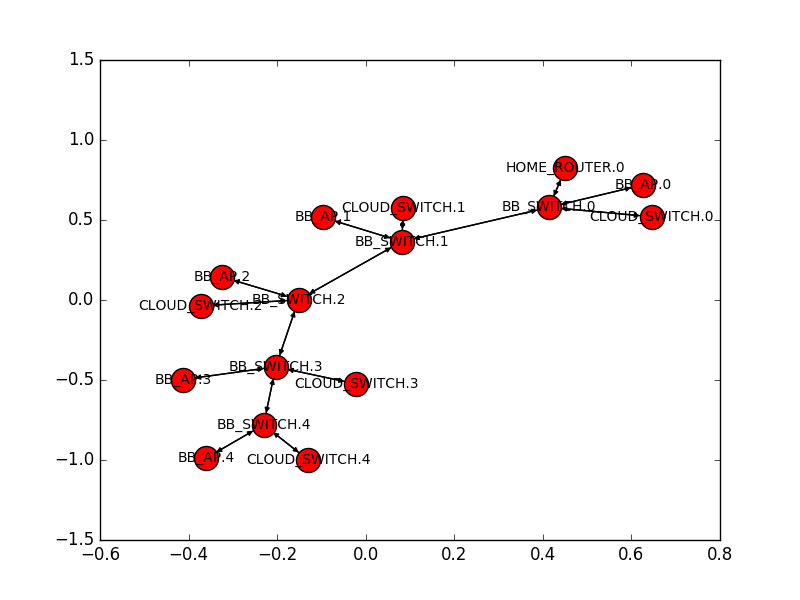 1.5
1.0
0.5
0.0
−0.5
−1.0
−1.5
HOME_ROUTER.0
BB_AP.0
BB_SWITCH.0
CLOUD_SWITCH.0
CLOUD_SWITCH.1
BB_AP.1
BB_SWITCH.1
BB_AP.2
BB_SWITCH.2
CLOUD_SWITCH.2
BB_SWITCH.3
BB_AP.3
CLOUD_SWITCH.3
BB_SWITCH.4
BB_AP.4
CLOUD_SWITCH.4
−0.6 −0.4 −0.2 0.0 0.2 0.4 0.6 0.8